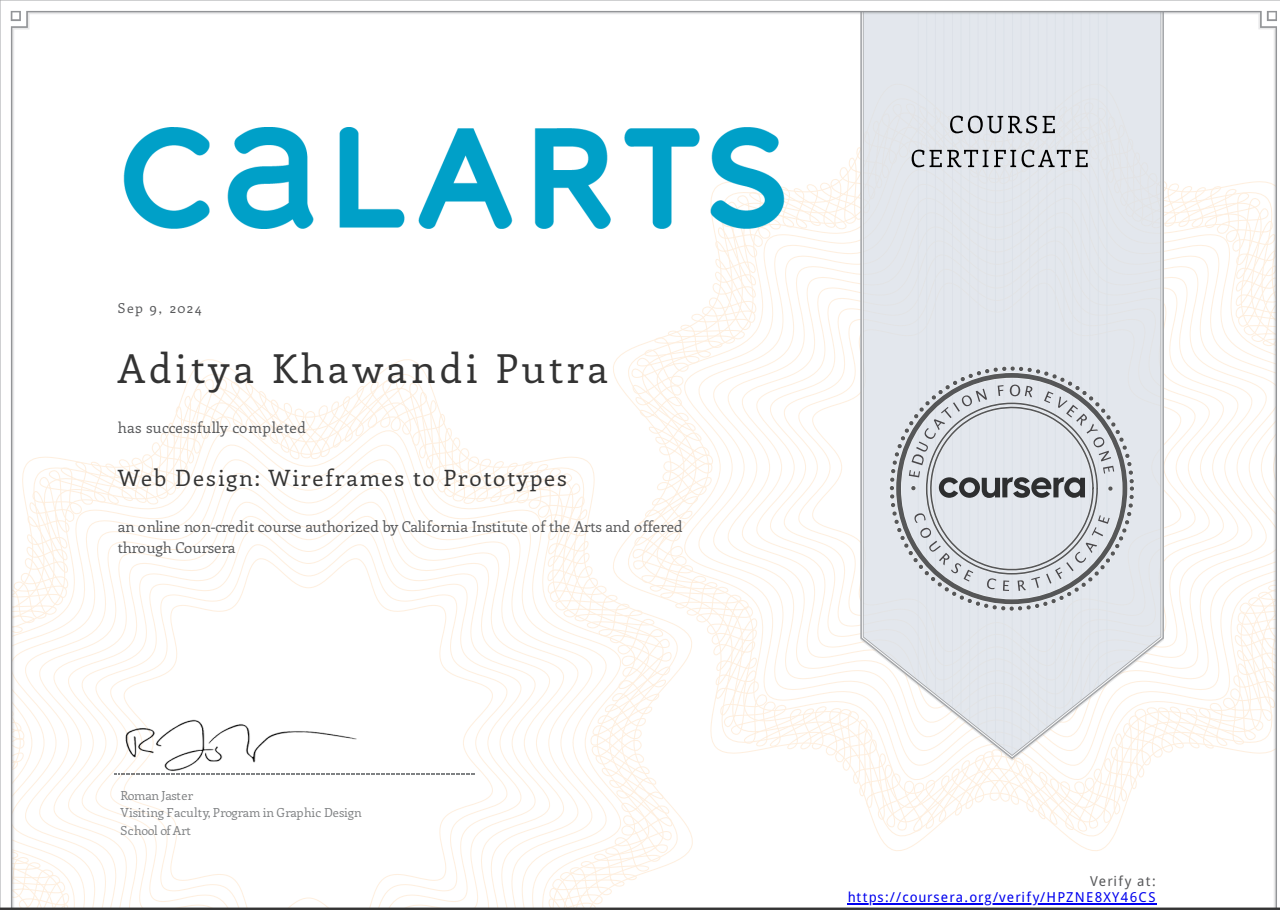 CALARTS
COURSE
CERTIFICATE
Sep 9, 2024
Aditya Khawandi Putra
has successfully completed
Web Design: Wireframes to Prototypes
an online non-credit course authorized by California Institute of the Arts and offered
through Coursera
EDUCATION FOR EVERYONE
coursera
COURSE CERTIFICATE
Roman Jaster
Visiting Faculty, Program in Graphic Design
School of Art
Verify at:
https://coursera.org/verify/HPZNE8XY46CS